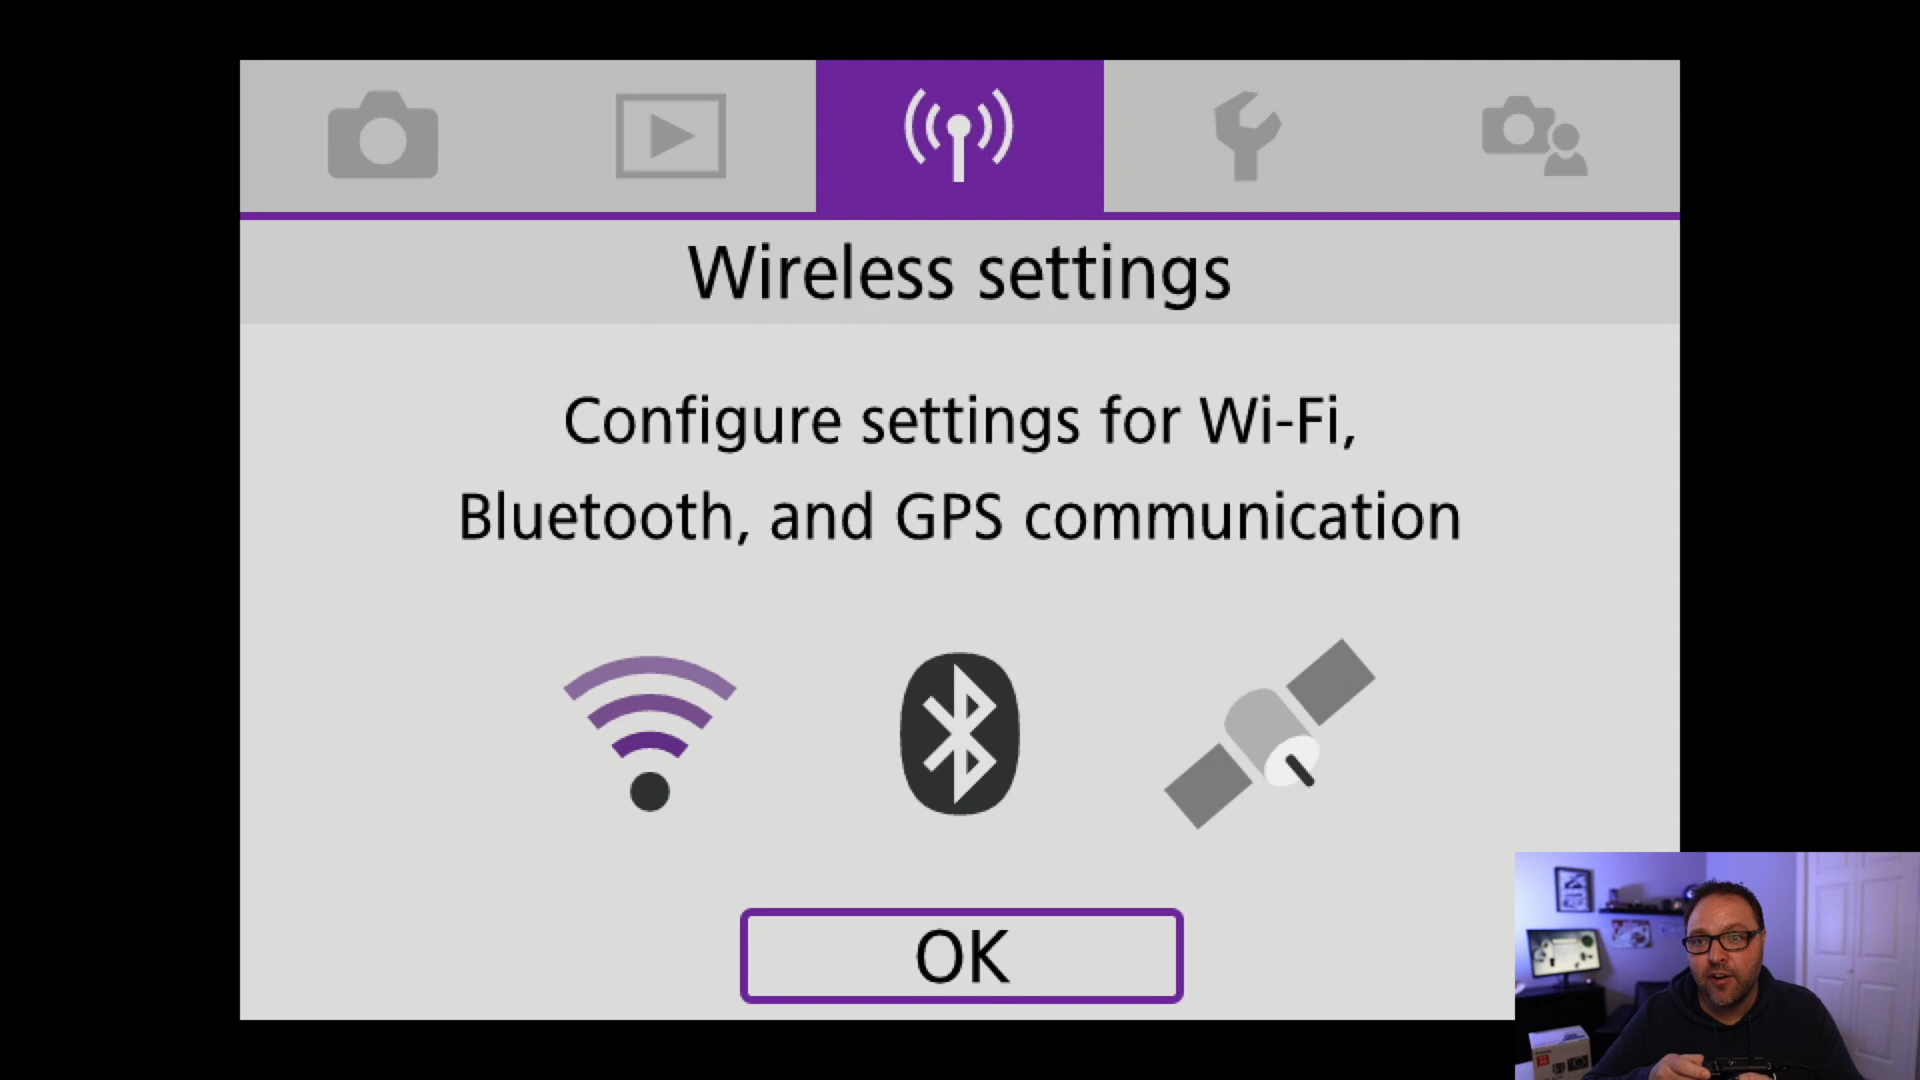 Wireless settings
Configure settings for Wi-Fi,
Bluetooth, and GPS communication
OK